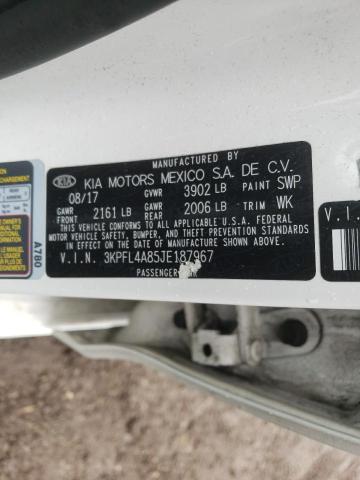 MANUFACTURED BY
KIA KIA MOTORS MEXICO S.A. DE C.V.
08/17 GVWR 3902 LB PAINT SWP
GAWR FRONT 2161 LB GAWR REAR 2006 LB TRIM WK
THIS VEHICLE CONFORMS TO ALL APPLICABLE U.S.A. FEDERAL
MOTOR VEHICLE SAFETY, BUMPER, AND THEFT PREVENTION
STANDARDS IN EFFECT ON THE DATE OF MANUFACTURE SHOWN ABOVE.
V.I.N. 3KPFL4A85JE187967
PASSENGER
A780
V.I.